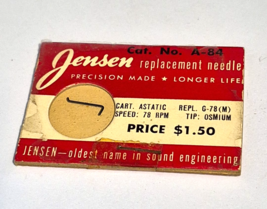 Cat. No. A-84
Jensen replacement needle
PRECISION MADE ★ LONGER LIFE
CART. ASTATIC REPL. G-78(M)
SPEED: 78 RPM TIP: OSMIUM
PRICE $1.50
JENSEN—oldest name in sound engineering